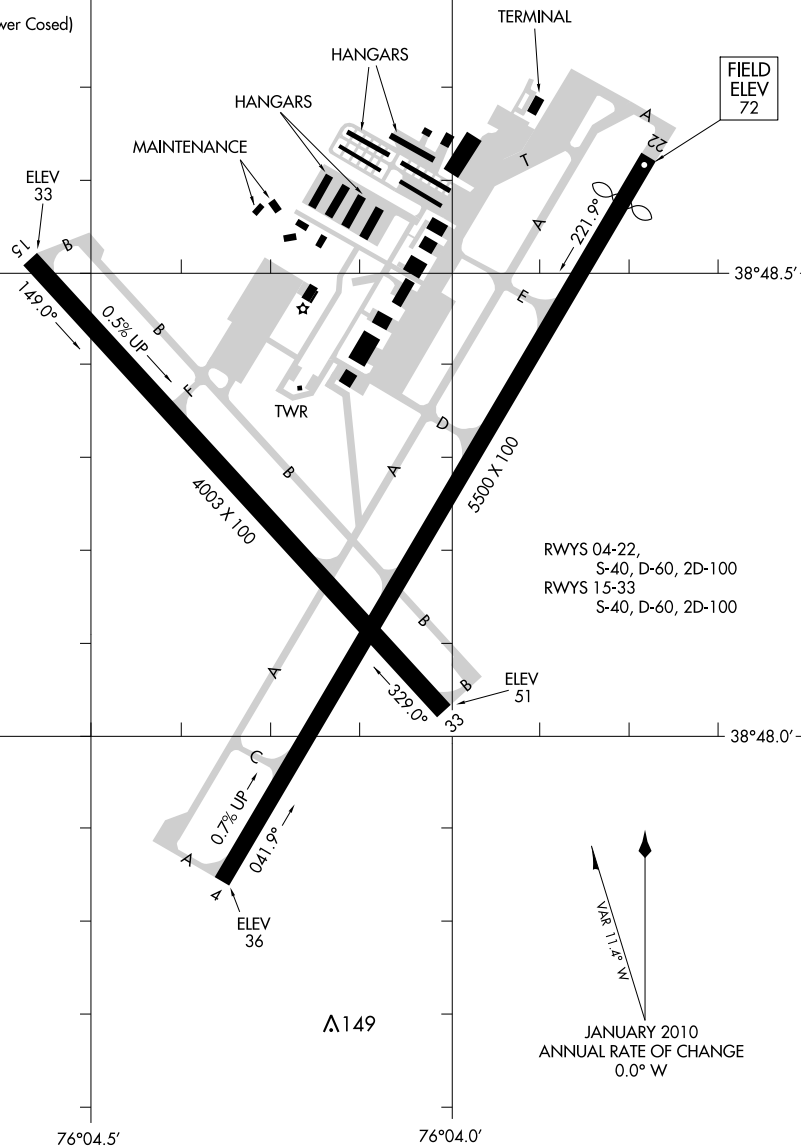 wer Cosed)
TERMINAL
HANGARS
HANGARS
MAINTENANCE
FIELD
ELEV
72
A
22
T
ELEV
33
15
B
A
221.9°
149.0°
0.5% UP
B
E
38°48.5'
F
TWR
D
B
A
5500 X 100
4003 X 100
RWYS 04-22,
S-40, D-60, 2D-100
RWYS 15-33
S-40, D-60, 2D-100
B
A
B
329.0°
33
ELEV
51
38°48.0'
C
0.7% UP
041.9°
A
4
ELEV
36
VAR 11.4° W
149
JANUARY 2010
ANNUAL RATE OF CHANGE
0.0° W
76°04.5'
76°04.0'